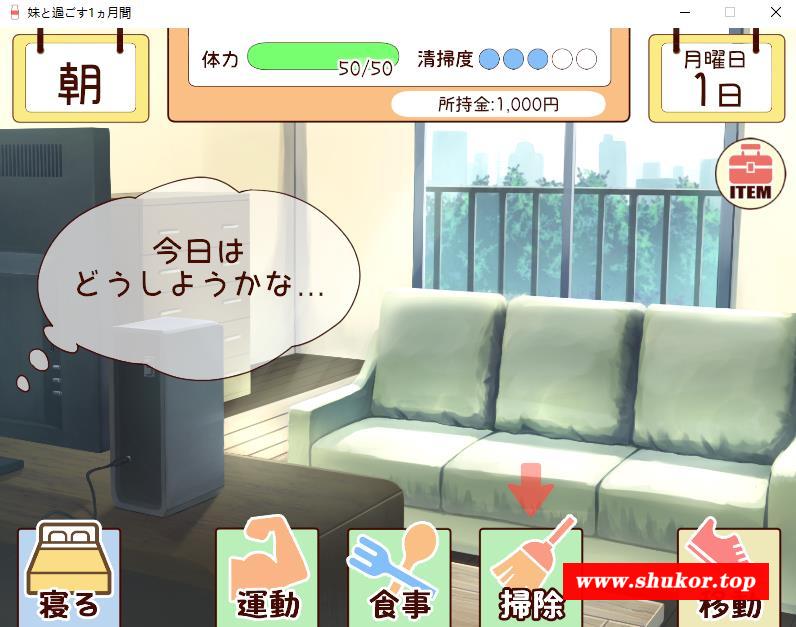 妹と過ごす1ヵ月間
朝
体力
50/50
清掃度
所持金:1,000円
月曜日
1日
ITEM
今日は
どうしようかな...
寝る
運動
食事
掃除
移動
www.shukor.top